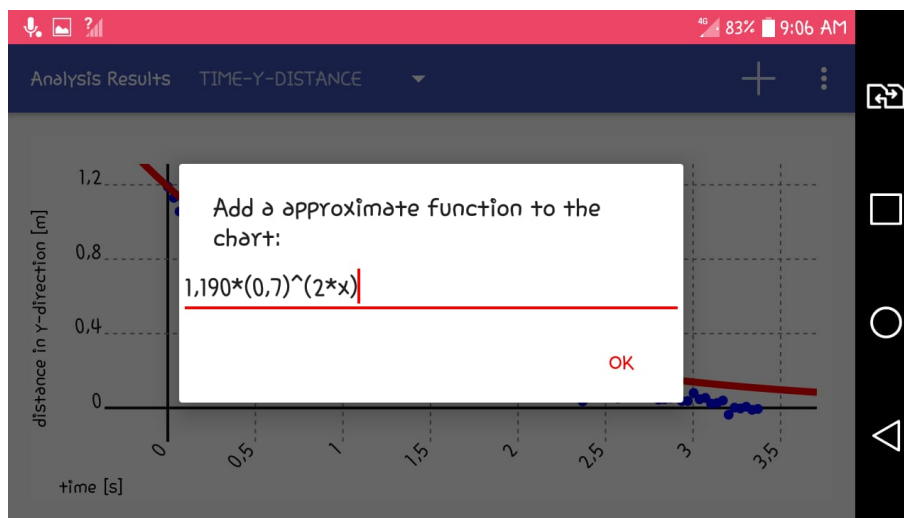 4G 83% 9:06 AM
Analysis Results TIME-Y-DISTANCE
1,2
0,8
0,4
0
distance in y-direction [m]
Add a approximate function to the
chart:
1,190*(0,7)^(2*x)
OK
0 0,5 1 1,5 2 2,5 3 3,5
time [s]